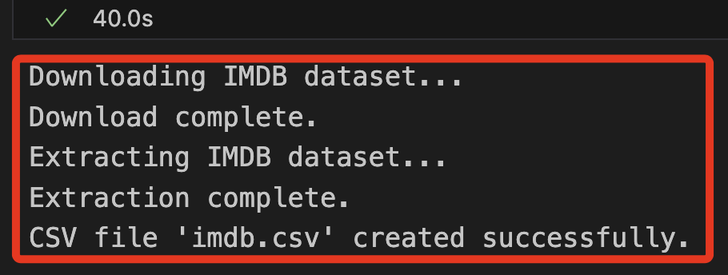 40.0s
Downloading IMDB dataset...
Download complete.
Extracting IMDB dataset...
Extraction complete.
CSV file 'imdb.csv' created successfully.